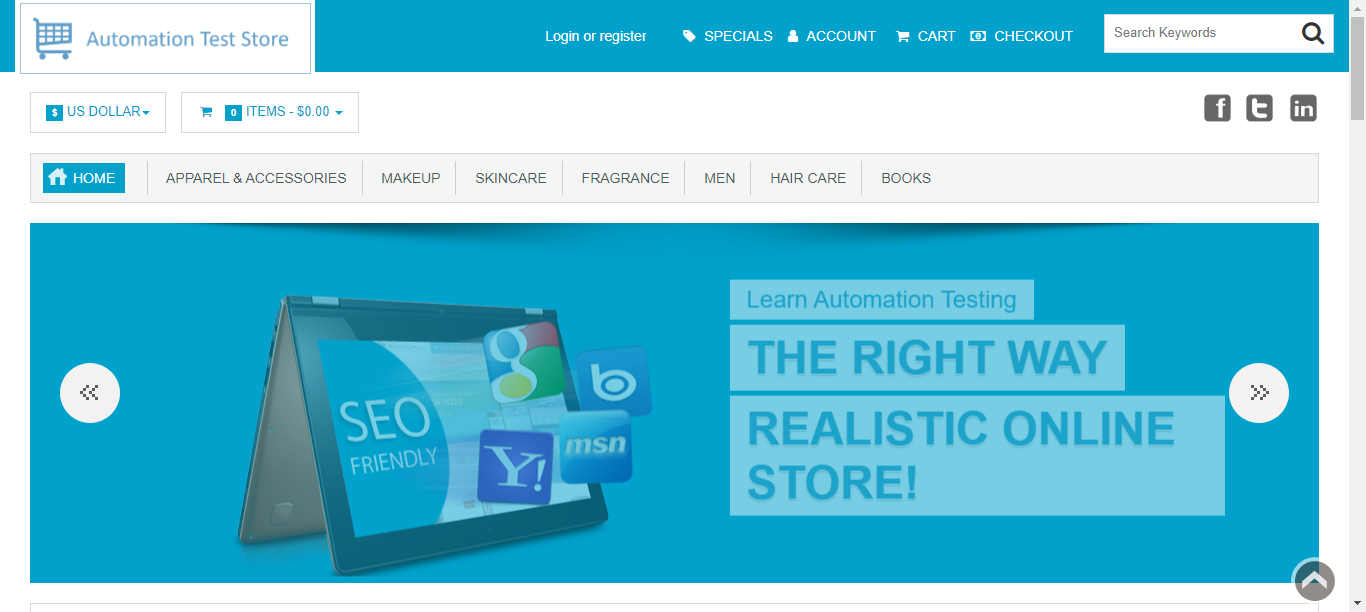 Automation Test Store
Login or register
SPECIALS
ACCOUNT
CART
CHECKOUT
Search Keywords
$ US DOLLAR
0 ITEMS - $0.00
f
t
in
HOME
APPAREL & ACCESSORIES
MAKEUP
SKINCARE
FRAGRANCE
MEN
HAIR CARE
BOOKS
Learn Automation Testing
THE RIGHT WAY
REALISTIC ONLINE
STORE!
SEO
FRIENDLY
g
b
msn
Y!